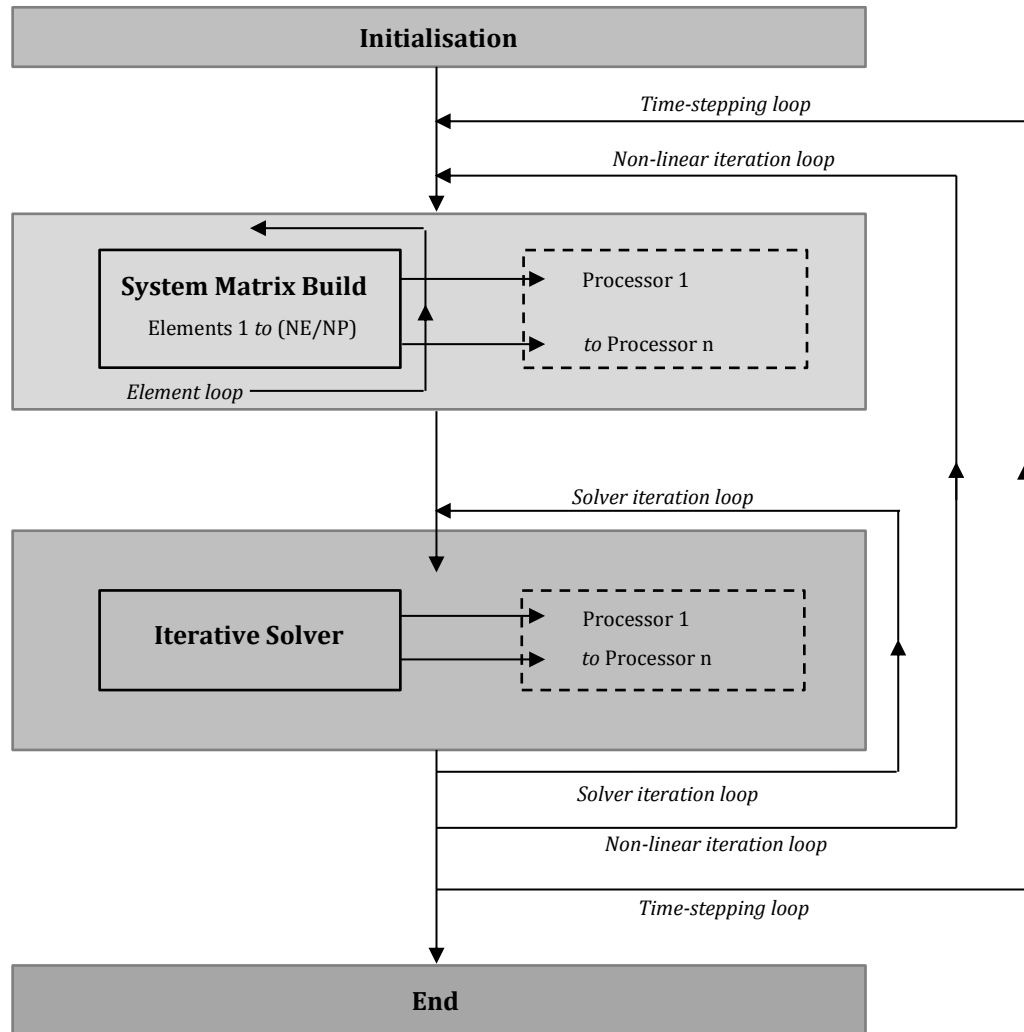 Initialisation
Time-stepping loop
Non-linear iteration loop
System Matrix Build
Elements 1 to (NE/NP)
Processor 1
to Processor n
Element loop
Solver iteration loop
Iterative Solver
Processor 1
to Processor n
Solver iteration loop
Non-linear iteration loop
Time-stepping loop
End